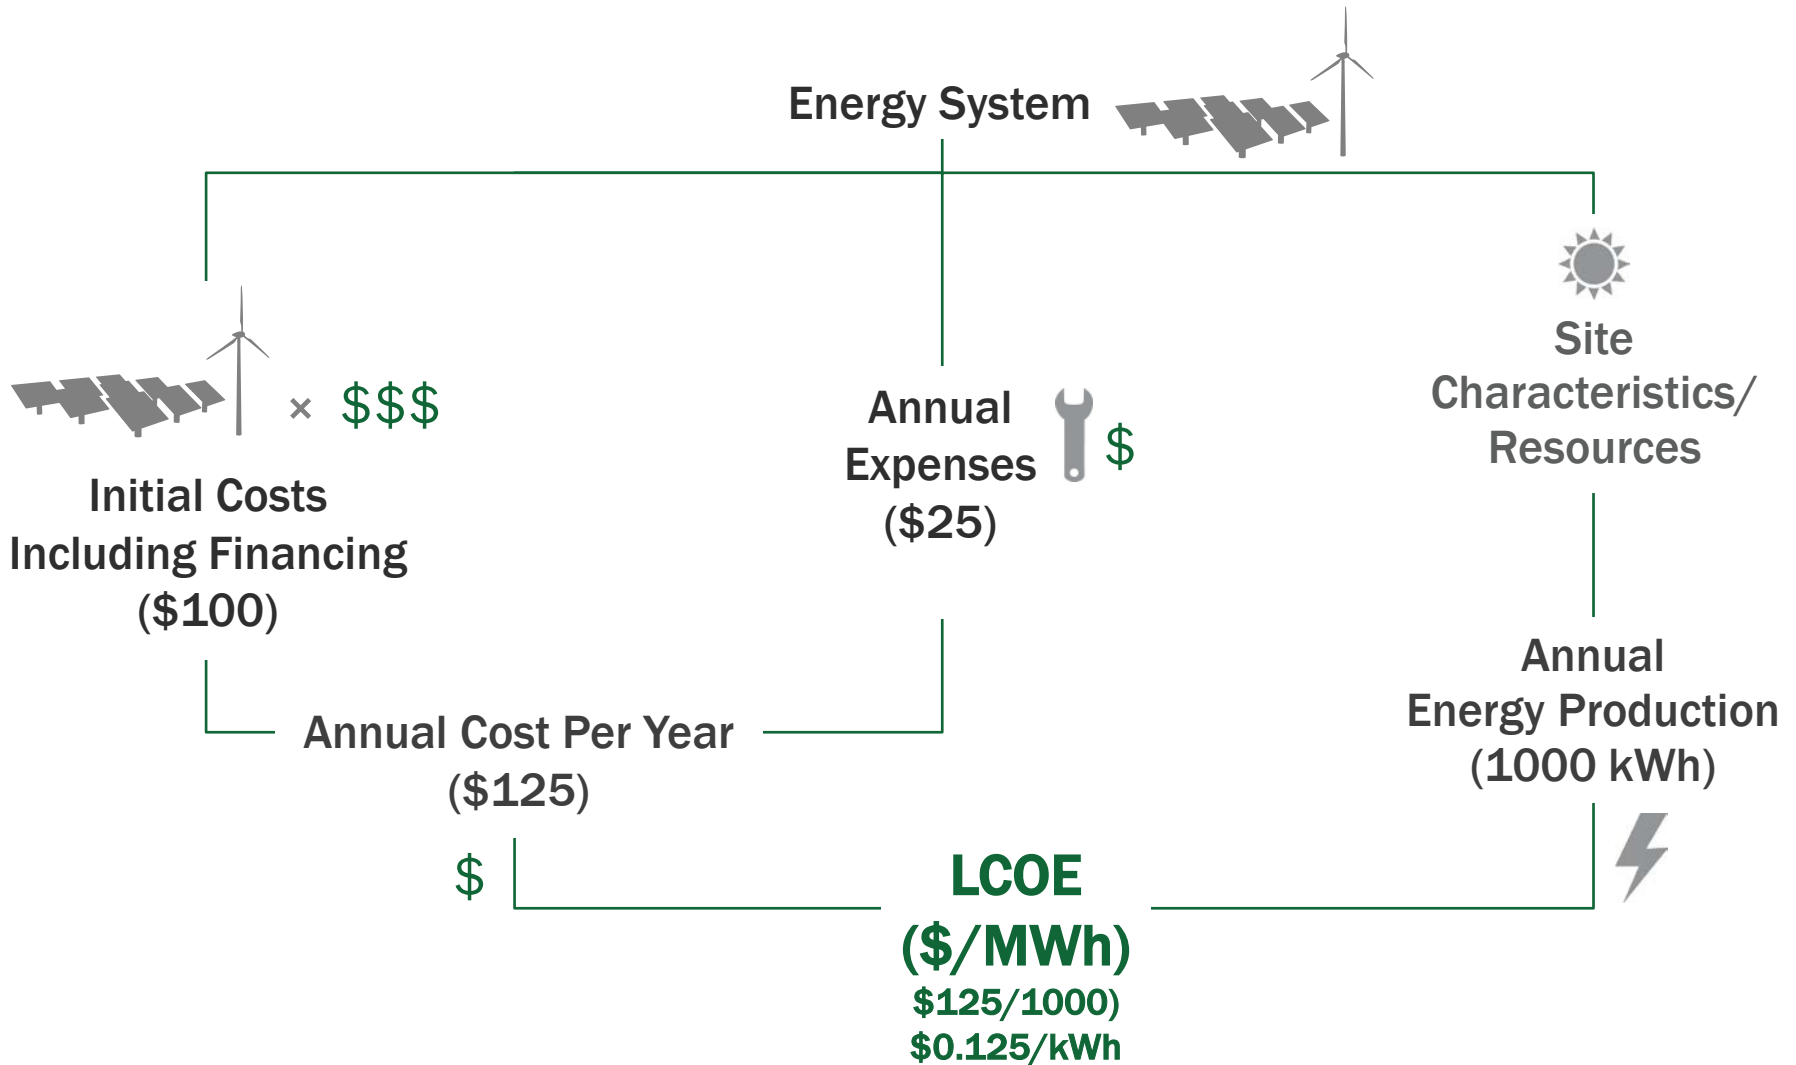 Energy System
× $$$
Initial Costs
Including Financing
($100)
Annual
Expenses
($25)
$
Site
Characteristics/
Resources
Annual Cost Per Year
($125)
$
Annual
Energy Production
(1000 kWh)
LCOE
($/MWh)
$125/1000)
$0.125/kWh